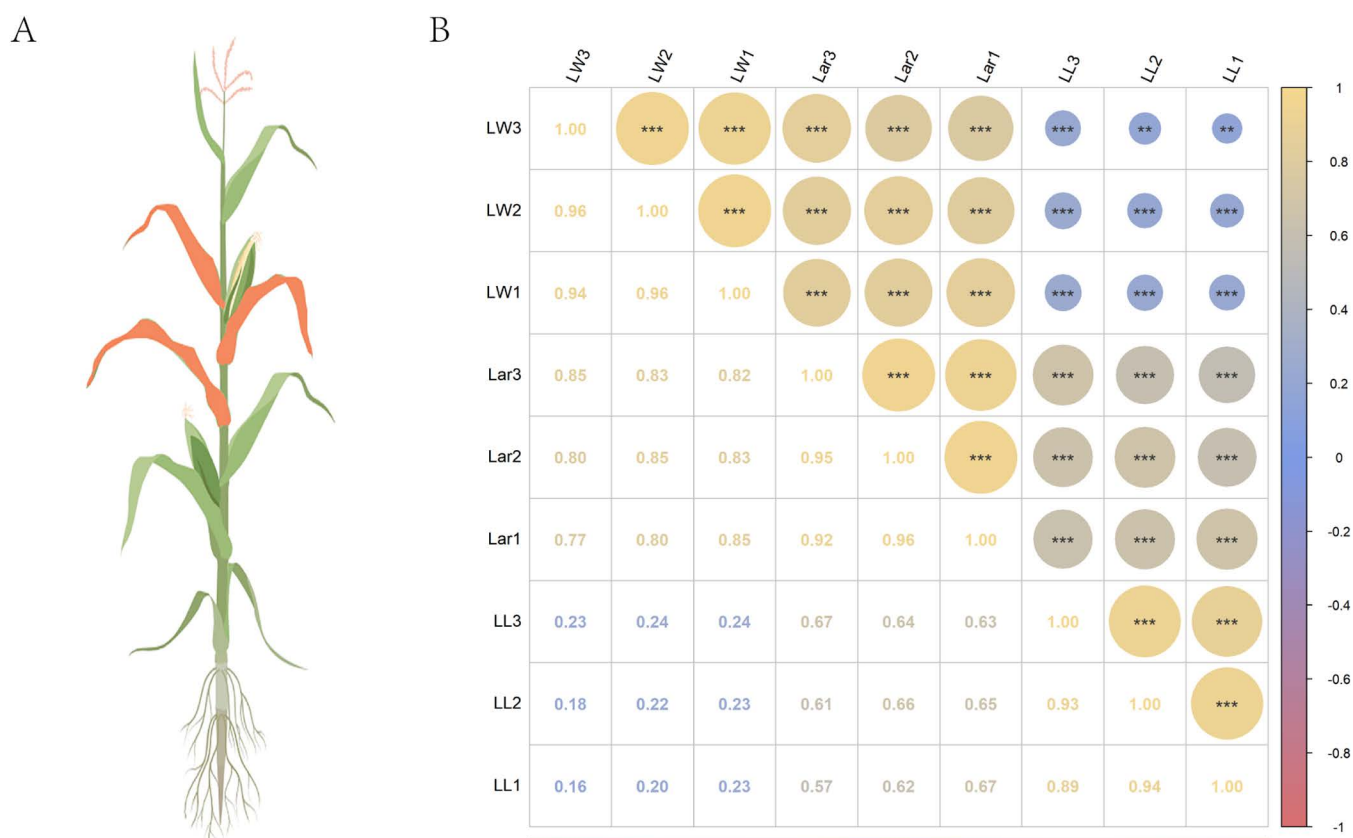 A
B
LW3 LW2 LW1 Lar3 Lar2 Lar1 LL3 LL2 LL1
LW3 1.00 *** *** *** *** *** *** ** **
LW2 0.96 1.00 *** *** *** *** *** *** ***
LW1 0.94 0.96 1.00 *** *** *** *** *** ***
Lar3 0.85 0.83 0.82 1.00 *** *** *** *** ***
Lar2 0.80 0.85 0.83 0.95 1.00 *** *** *** ***
Lar1 0.77 0.80 0.85 0.92 0.96 1.00 *** *** ***
LL3 0.23 0.24 0.24 0.67 0.64 0.63 1.00 *** ***
LL2 0.18 0.22 0.23 0.61 0.66 0.65 0.93 1.00 ***
LL1 0.16 0.20 0.23 0.57 0.62 0.67 0.89 0.94 1.00
1
0.8
0.6
0.4
0.2
0
-0.2
-0.4
-0.6
-0.8
-1